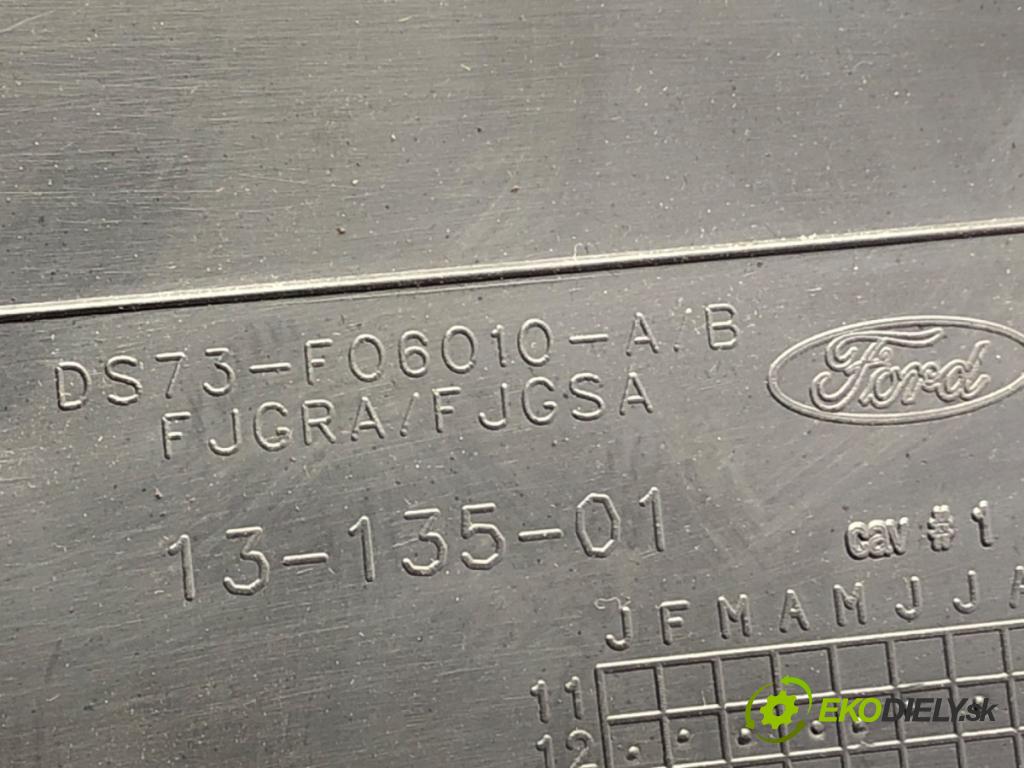 DS73-F06010-A/B
FJGRA/FJGSA
Ford
13-135-01
cav # 1
J F M A M J J A
11
12
EKODIELY.sk